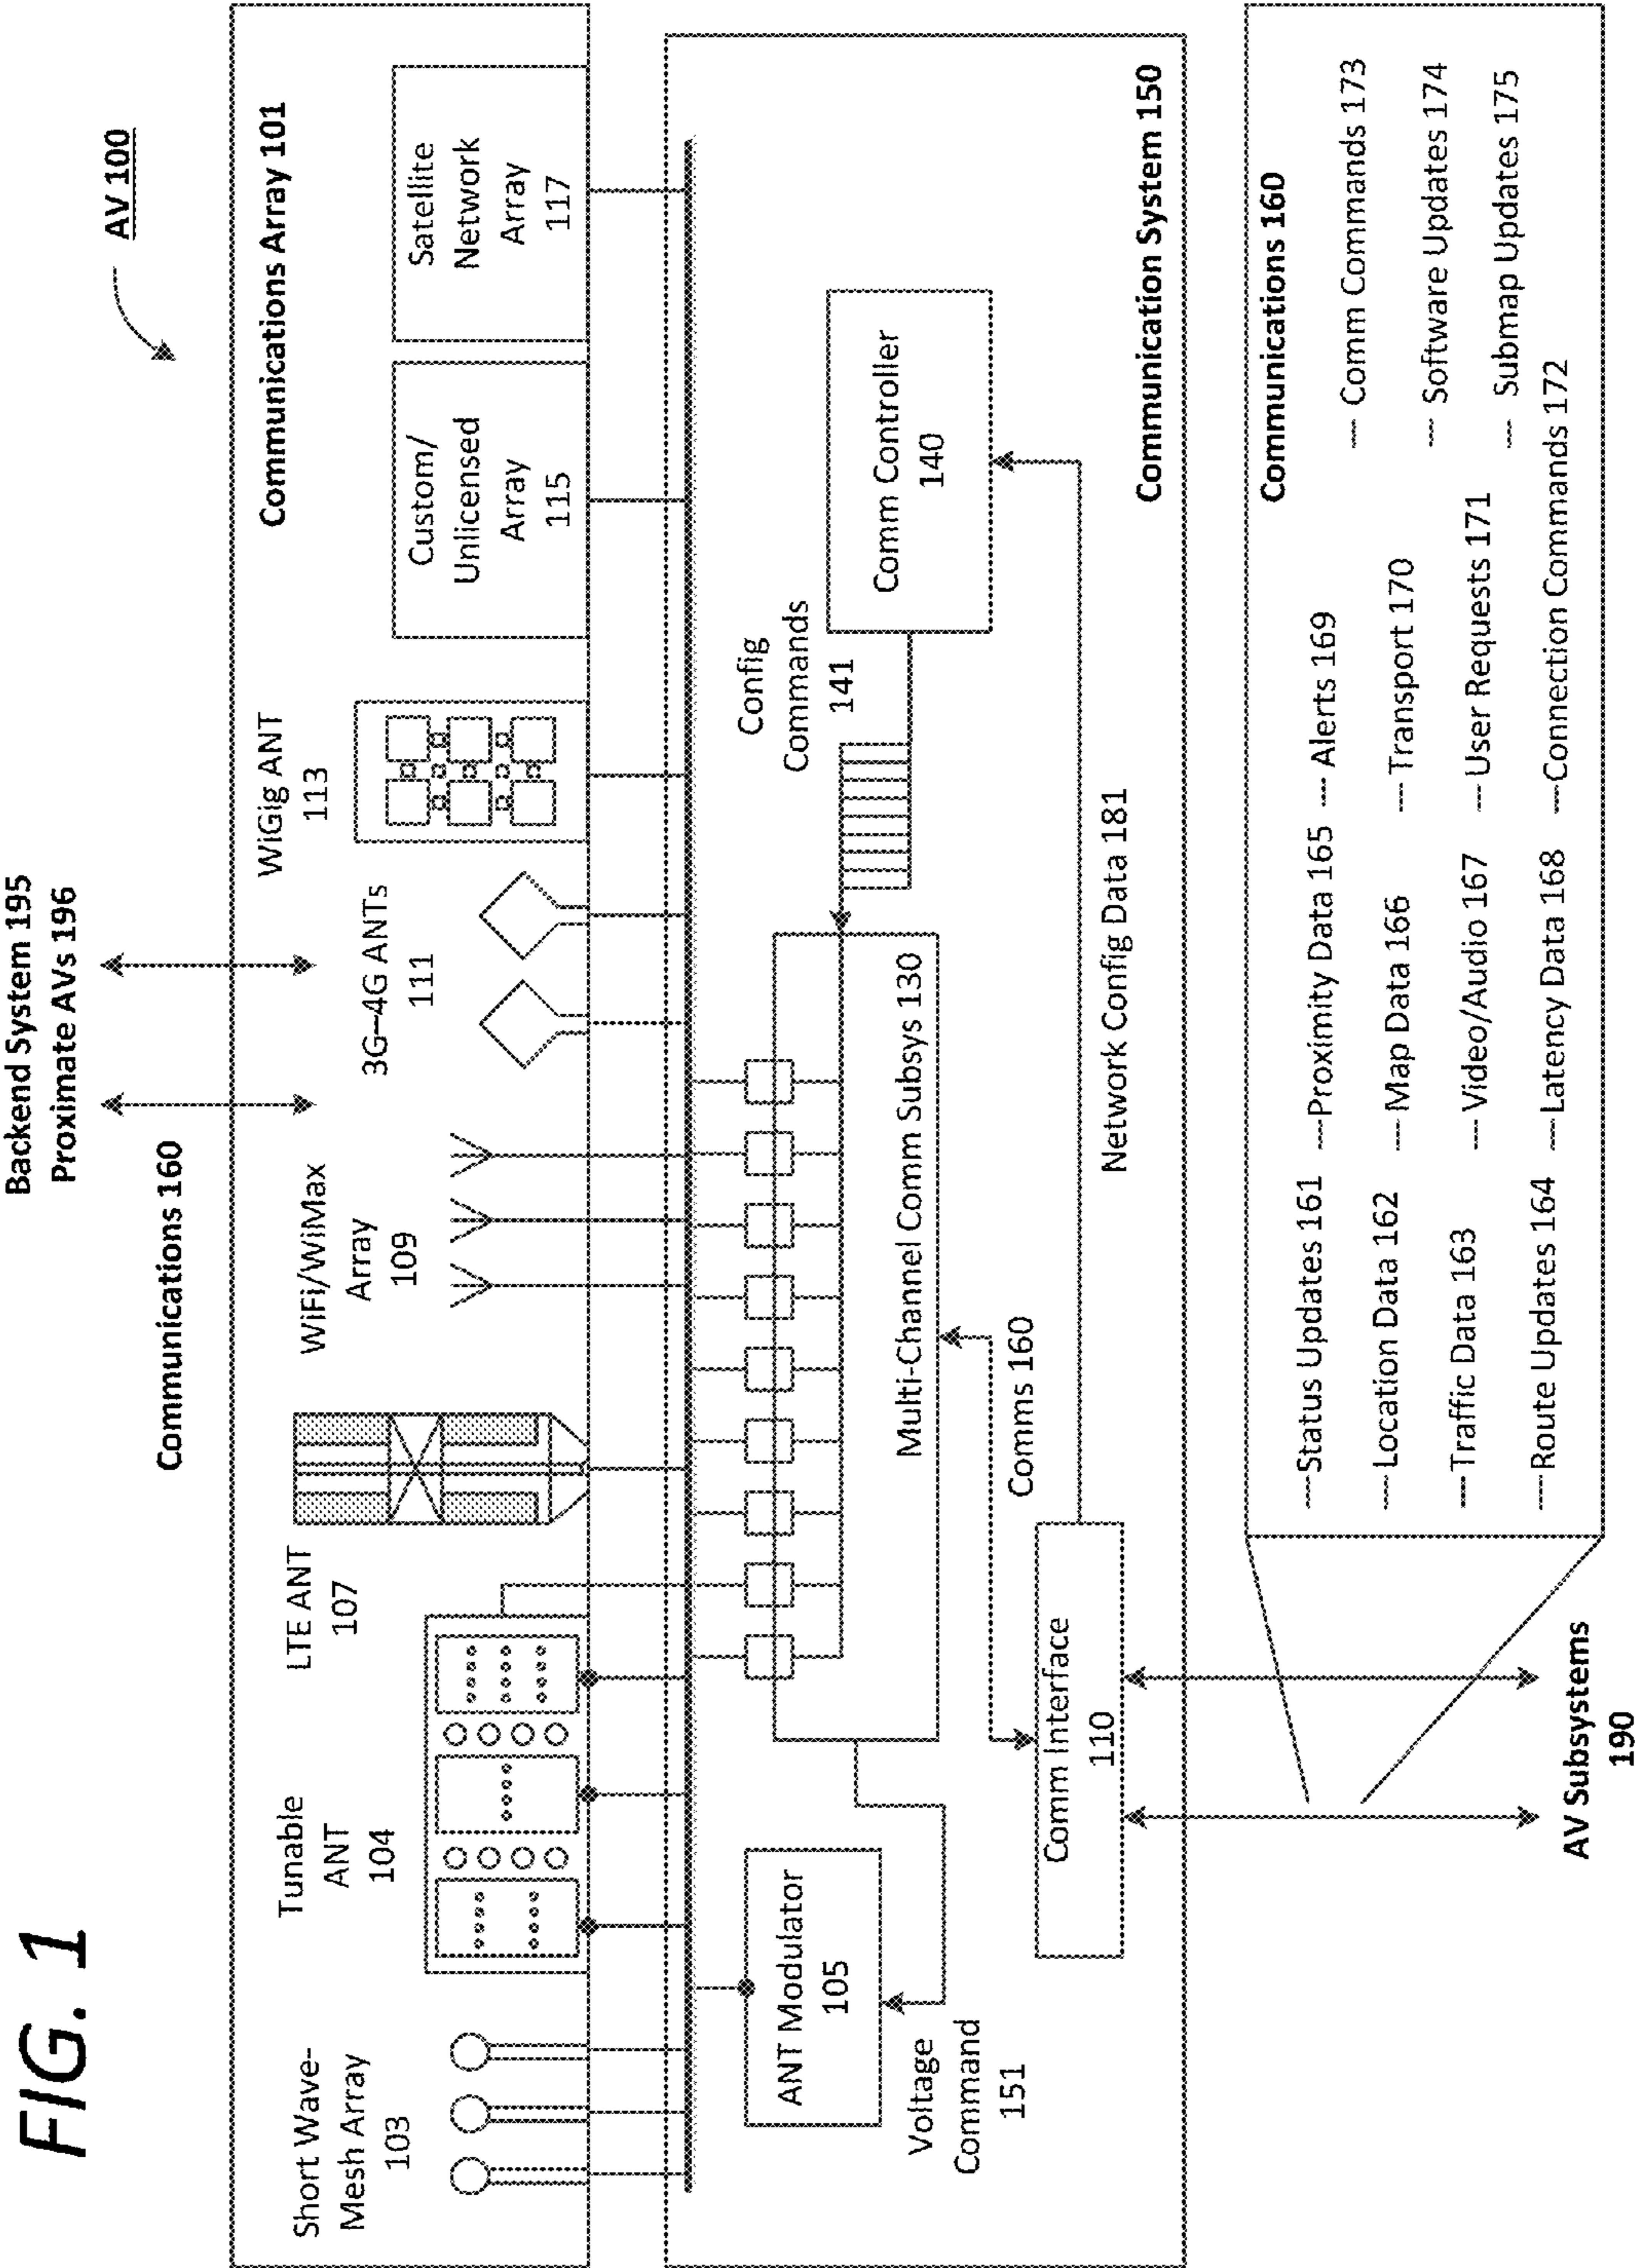 FIG. 1
Backend System 195
Proximate AVs 196
AV 100
Communications 160
Communications Array 101
Short Wave-
Mesh Array
103
Tunable
ANT
104
LTE ANT
107
WiFi/WiMax
Array
109
3G–4G ANTs
111
WiGig ANT
113
Custom/
Unlicensed
Array
115
Satellite
Network
Array
117
ANT Modulator
105
Voltage
Command
151
Multi-Channel Comm Subsys 130
Config
Commands
141
Comm Controller
140
Comms 160
Network Config Data 181
Comm Interface
110
Communication System 150
AV Subsystems
190
Communications 160
---Status Updates 161
---Proximity Data 165
--- Alerts 169
--- Comm Commands 173
---Location Data 162
---Map Data 166
--- Transport 170
--- Software Updates 174
---Traffic Data 163
---Video/Audio 167
---User Requests 171
--- Submap Updates 175
---Route Updates 164
---Latency Data 168
---Connection Commands 172